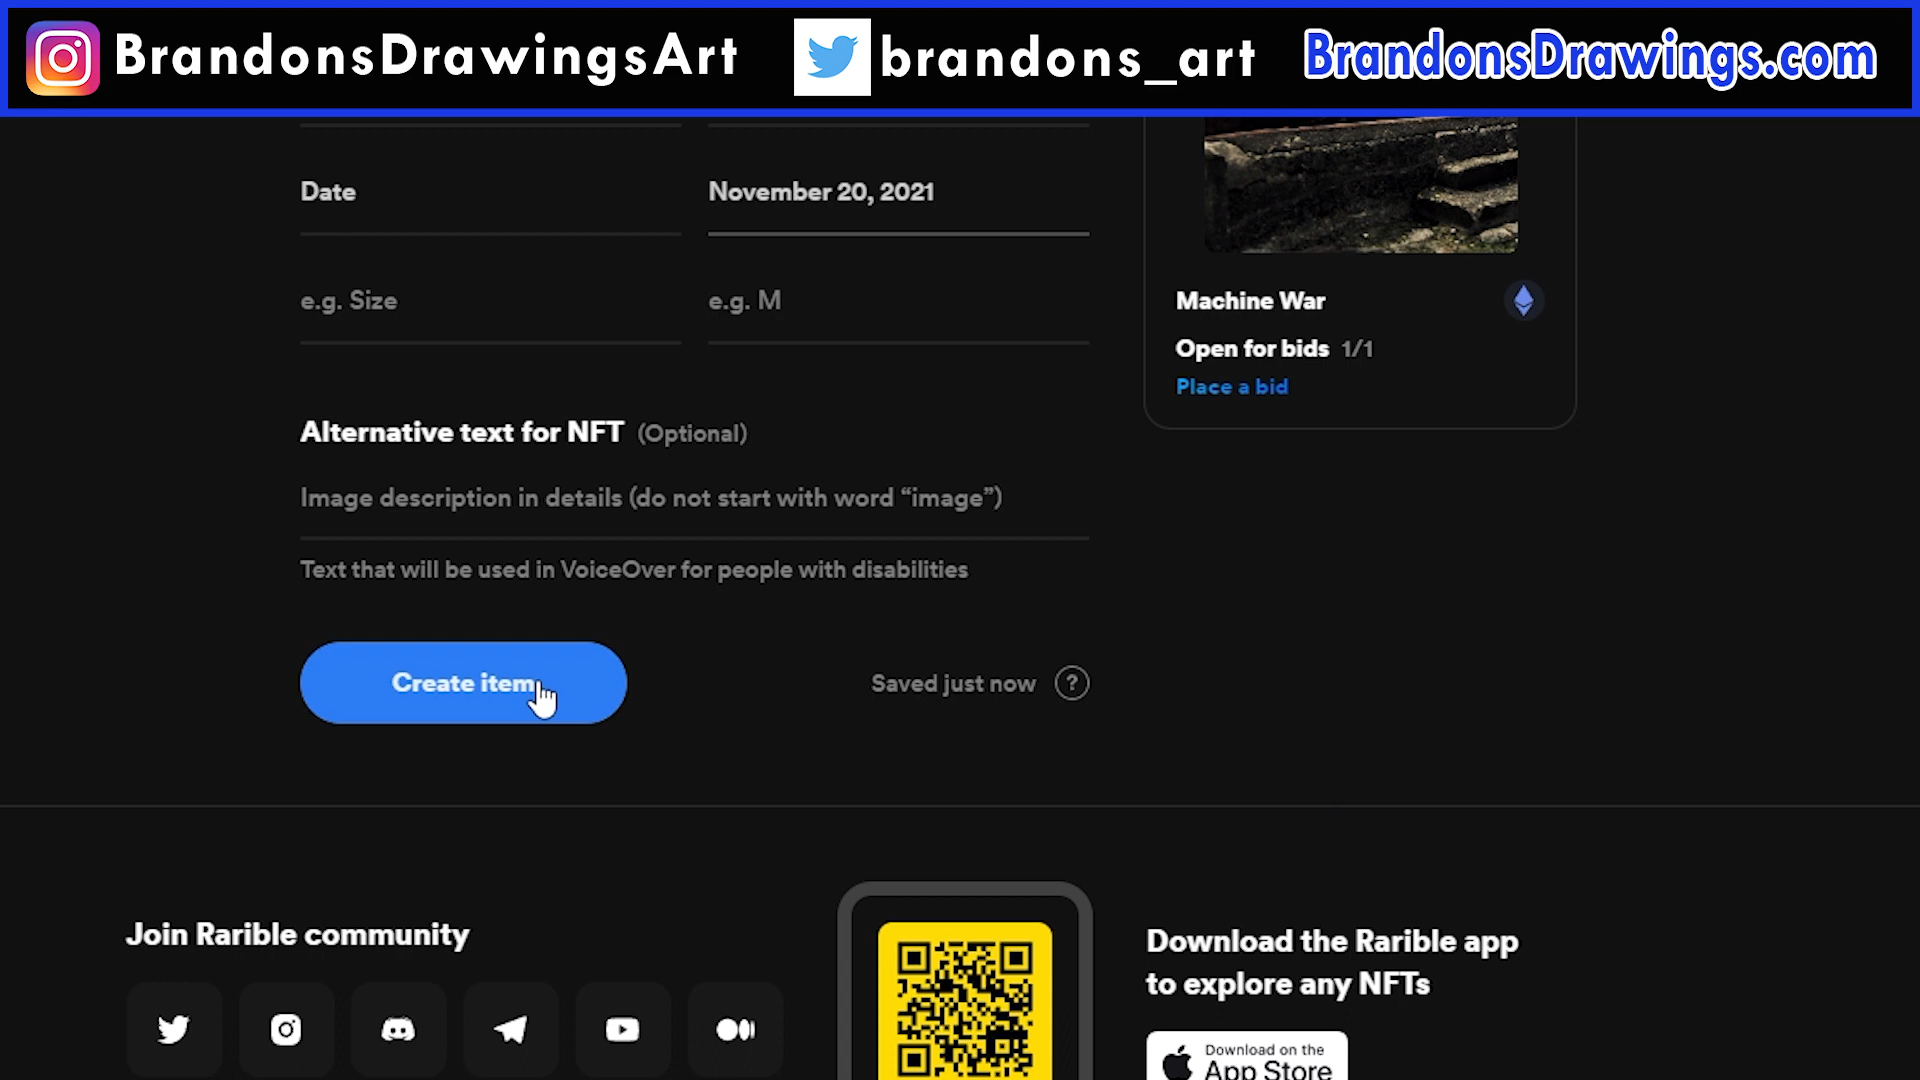 BrandonsDrawingsArt brandons_art BrandonsDrawings.com
Date November 20, 2021
e.g. Size e.g. M
Machine War
Open for bids 1/1
Place a bid
Alternative text for NFT (Optional)
Image description in details (do not start with word “image”)
Text that will be used in VoiceOver for people with disabilities
Create item
Saved just now ?
Join Rarible community
Download the Rarible app
to explore any NFTs
Download on the
App Store